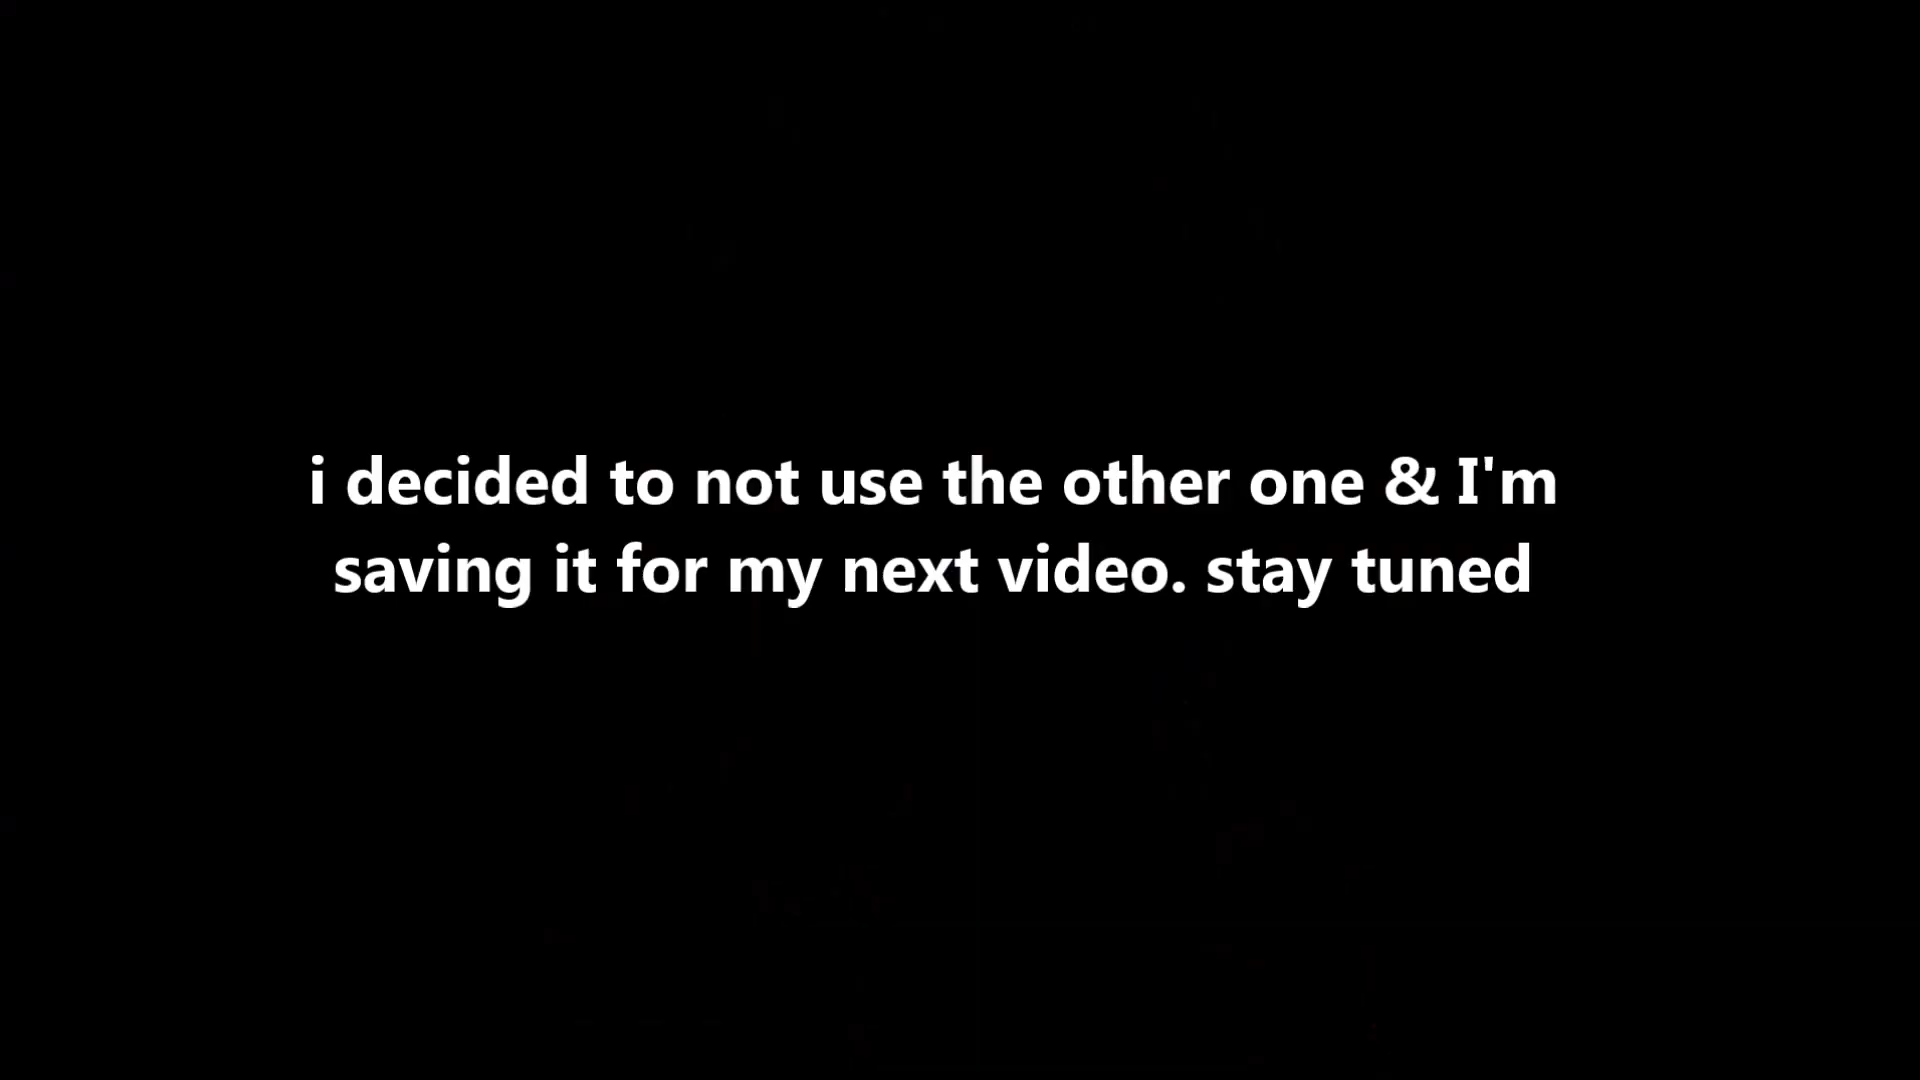 i decided to not use the other one & I'm
saving it for my next video. stay tuned